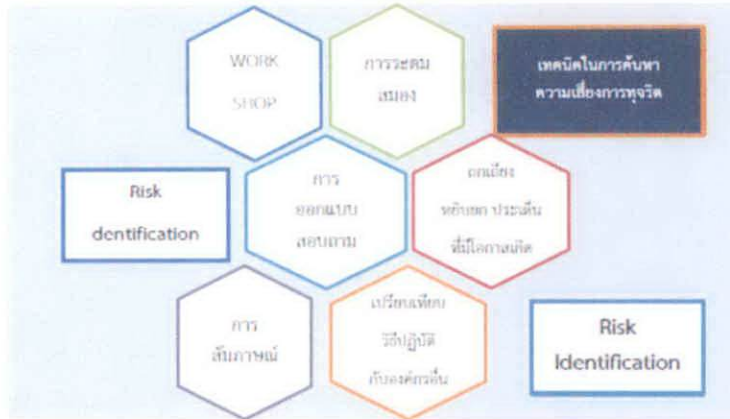 WORK
SHOP
การระดม
สมอง
เทคนิคในการค้นหา
ความเสี่ยงการทุจริต
Risk
dentification
การ
ออกแบบ
สอบถาม
ถกเถียง
หยิบยก ประเด็น
ที่มีโอกาสเกิด
การ
สัมภาษณ์
เปรียบเทียบ
วิธีปฏิบัติ
กับองค์กรอื่น
Risk
Identification